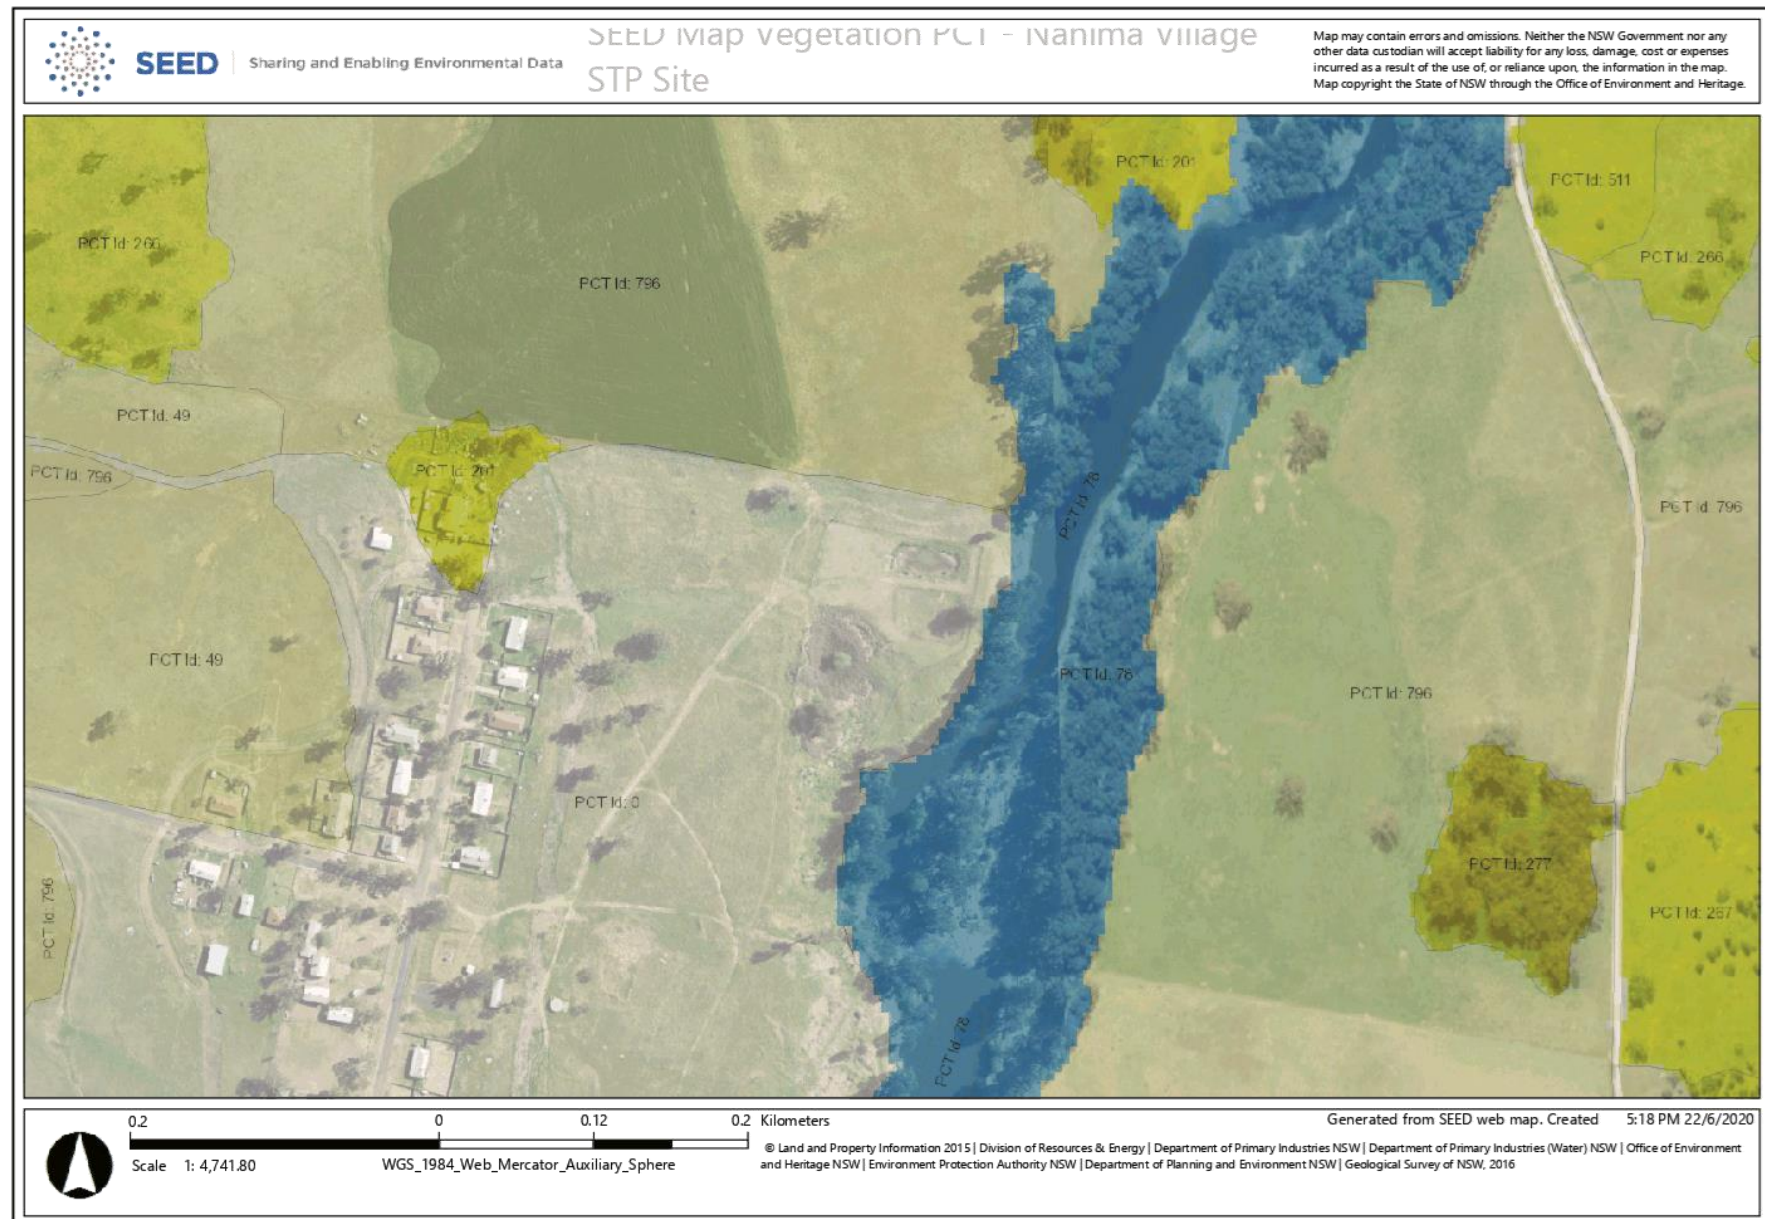 SEED
Sharing and Enabling Environmental Data
SEED Map Vegetation PCT - Nanima Village
STP Site
Map may contain errors and omissions. Neither the NSW Government nor any
other data custodian will accept liability for any loss, damage, cost or expenses
incurred as a result of the use of, or reliance upon, the information in the map.
Map copyright the State of NSW through the Office of Environment and Heritage.
PCT Id: 201
PCT Id: 511
PCT Id: 266
PCT Id: 266
PCT Id: 796
PCT Id: 49
PCT Id: 201
PCT Id: 796
PCT Id: 78
PCT Id: 796
PCT Id: 49
PCT Id: 78
PCT Id: 796
PCT Id: 0
PCT Id: 277
PCT Id: 796
PCT Id: 267
PCT Id: 78
0.2 0 0.12 0.2 Kilometers
Scale 1: 4,741.80
WGS_1984_Web_Mercator_Auxiliary_Sphere
Generated from SEED web map. Created 5:18 PM 22/6/2020
© Land and Property Information 2015 | Division of Resources & Energy | Department of Primary Industries NSW | Department of Primary Industries (Water) NSW | Office of Environment
and Heritage NSW | Environment Protection Authority NSW | Department of Planning and Environment NSW | Geological Survey of NSW, 2016